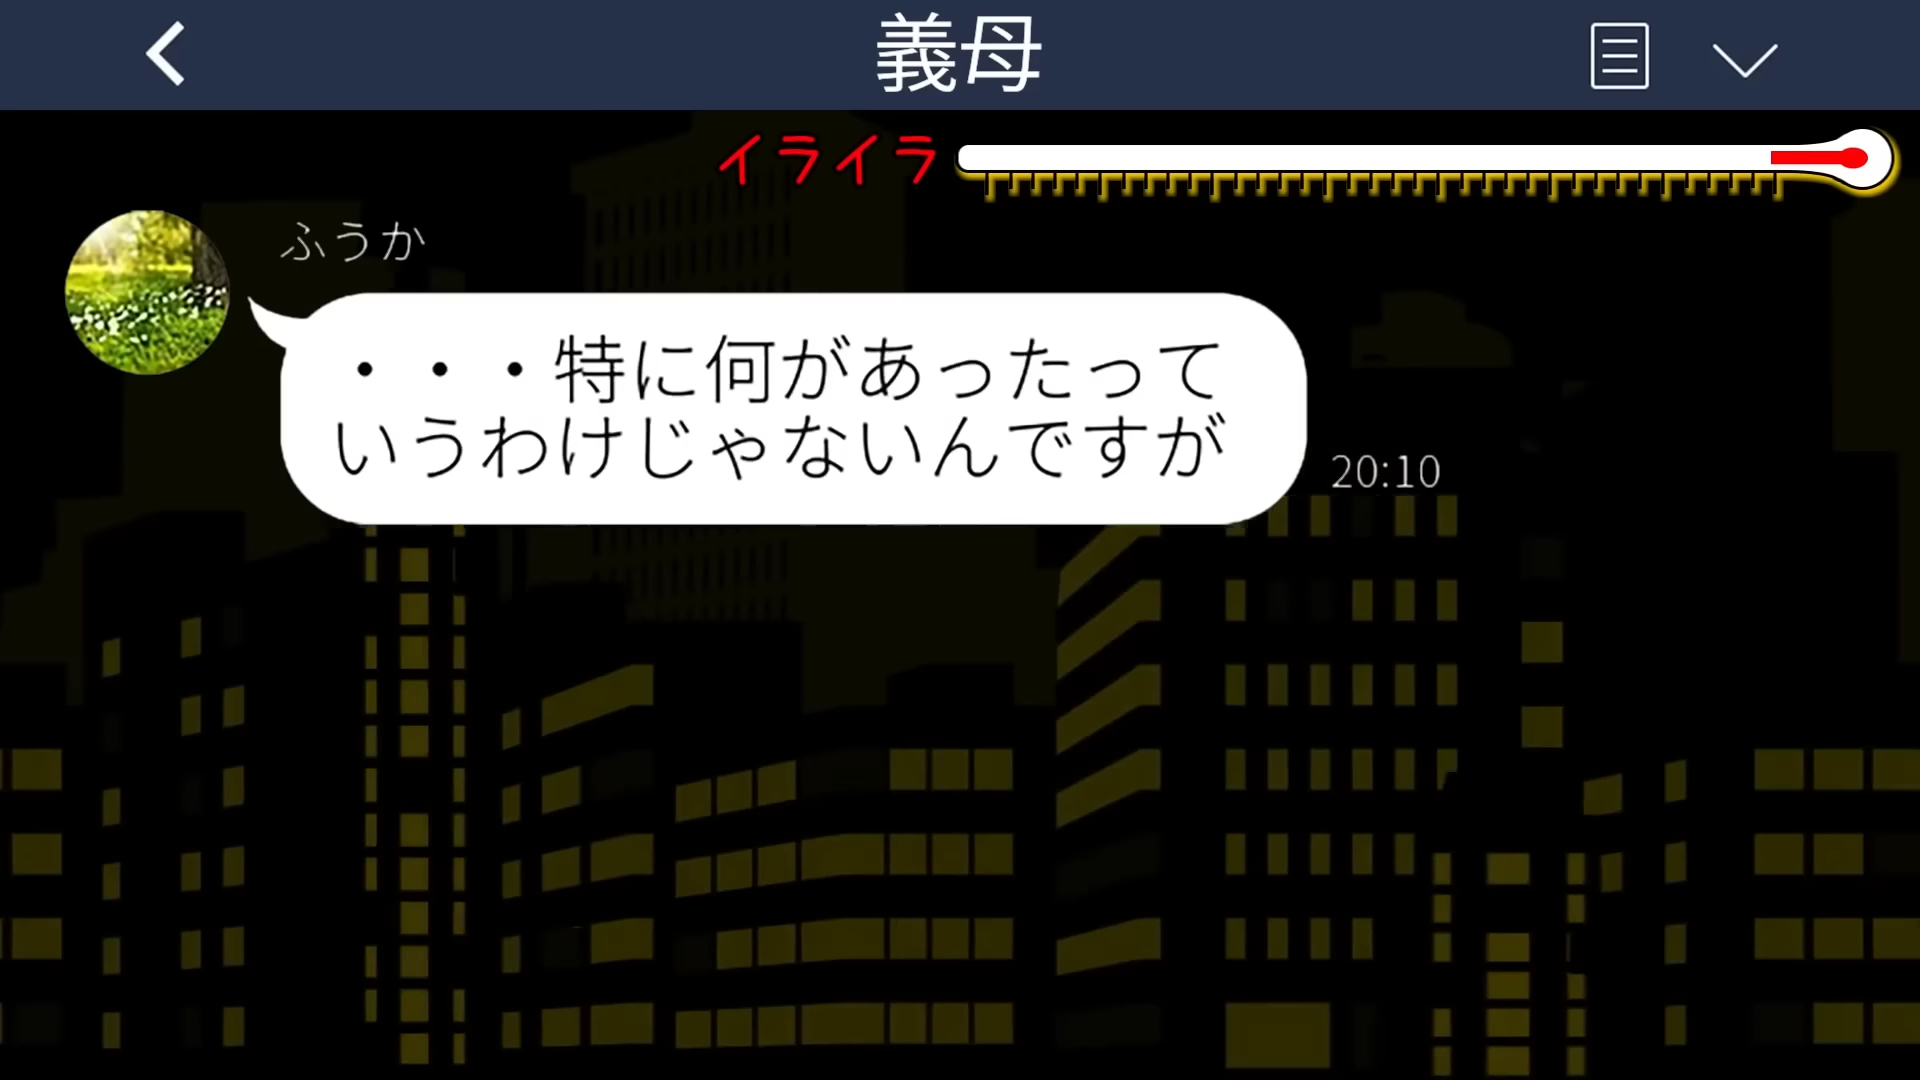 義母
イライラ
ふうか
・・・特に何があったって
いうわけじゃないんですが
20:10